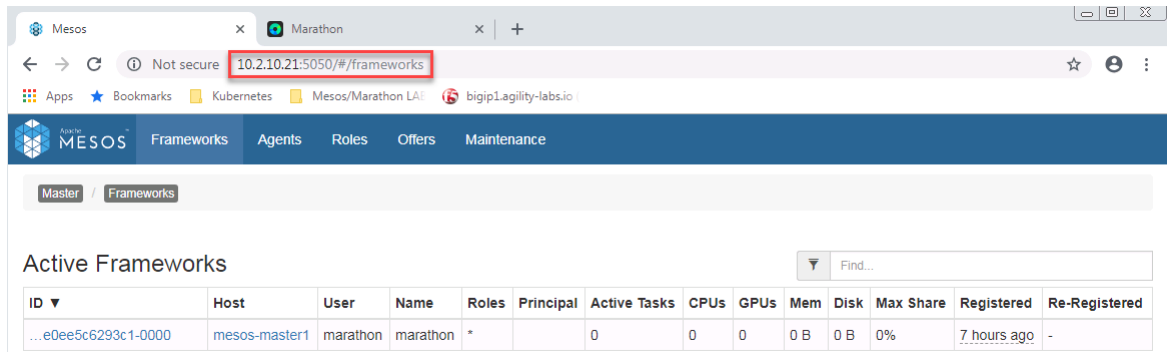 Mesos Marathon
Not secure 10.2.10.21:5050/#/frameworks
Apps Bookmarks Kubernetes Mesos/Marathon LAB bigip1.agility-labs.io
Apache MESOS™ Frameworks Agents Roles Offers Maintenance
Master / Frameworks
Active Frameworks Find...
ID ▼ Host User Name Roles Principal Active Tasks CPUs GPUs Mem Disk Max Share Registered Re-Registered
…e0ee5c6293c1-0000 mesos-master1 marathon marathon * 0 0 0 0 B 0 B 0% 7 hours ago -